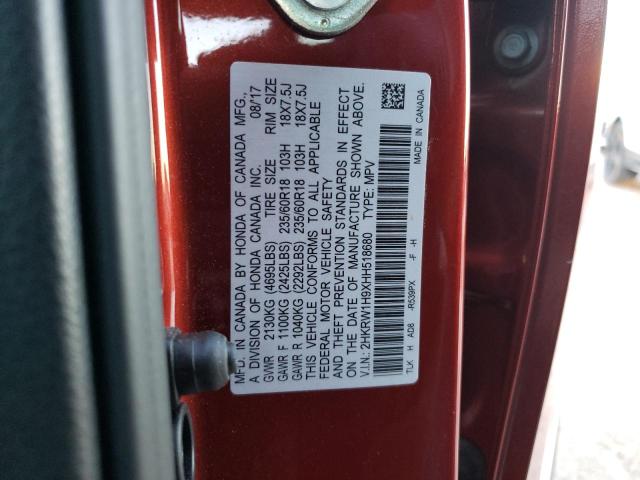 MFD. IN CANADA BY HONDA OF CANADA MFG.,
A DIVISION OF HONDA CANADA INC. 08/17
GVWR 2130KG (4695LBS) TIRE SIZE RIM SIZE
GAWR F 1100KG (2425LBS) 235/60R18 103H 18X7.5J
GAWR R 1040KG (2292LBS) 235/60R18 103H 18X7.5J
THIS VEHICLE CONFORMS TO ALL APPLICABLE
FEDERAL MOTOR VEHICLE SAFETY
AND THEFT PREVENTION STANDARDS IN EFFECT
ON THE DATE OF MANUFACTURE SHOWN ABOVE.
V.I.N.: 2HKRW1H9XHH518680 TYPE: MPV
TLK H AD8 -R539PX -F -H MADE IN CANADA